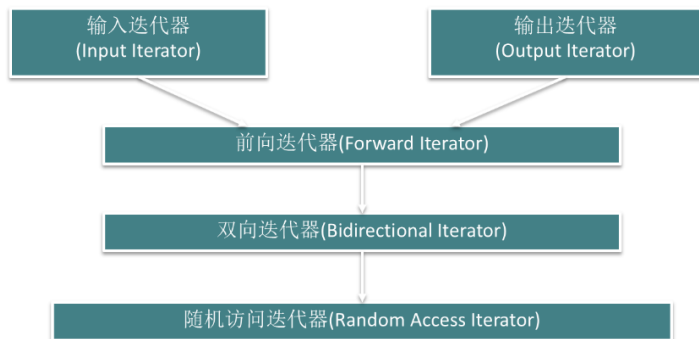 输入迭代器
(Input Iterator)
输出迭代器
(Output Iterator)
前向迭代器(Forward Iterator)
双向迭代器(Bidirectional Iterator)
随机访问迭代器(Random Access Iterator)